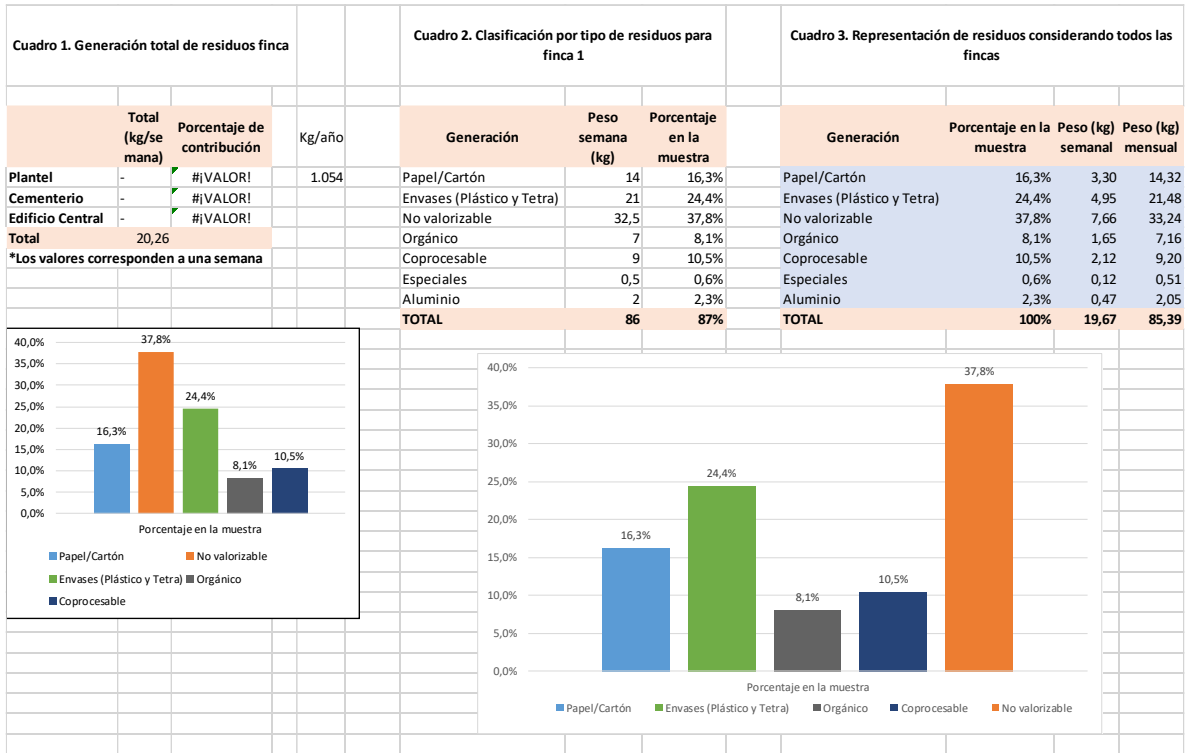 Cuadro 1. Generación total de residuos finca
Total (kg/se mana) Porcentaje de contribución Kg/año
Plantel - #¡VALOR! 1.054
Cementerio - #¡VALOR!
Edificio Central - #¡VALOR!
Total 20,26
*Los valores corresponden a una semana
Cuadro 2. Clasificación por tipo de residuos para
finca 1
Generación Peso semana (kg) Porcentaje en la muestra
Papel/Cartón 14 16,3%
Envases (Plástico y Tetra) 21 24,4%
No valorizable 32,5 37,8%
Orgánico 7 8,1%
Coprocesable 9 10,5%
Especiales 0,5 0,6%
Aluminio 2 2,3%
TOTAL 86 87%
Cuadro 3. Representación de residuos considerando todos las
fincas
Generación Porcentaje en la muestra Peso (kg) semanal Peso (kg) mensual
Papel/Cartón 16,3% 3,30 14,32
Envases (Plástico y Tetra) 24,4% 4,95 21,48
No valorizable 37,8% 7,66 33,24
Orgánico 8,1% 1,65 7,16
Coprocesable 10,5% 2,12 9,20
Especiales 0,6% 0,12 0,51
Aluminio 2,3% 0,47 2,05
TOTAL 100% 19,67 85,39
40,0%
35,0%
30,0%
25,0%
20,0%
15,0%
10,0%
5,0%
0,0%
16,3%
37,8%
24,4%
8,1%
10,5%
Porcentaje en la muestra
Papel/Cartón No valorizable
Envases (Plástico y Tetra) Orgánico
Coprocesable
40,0%
35,0%
30,0%
25,0%
20,0%
15,0%
10,0%
5,0%
0,0%
16,3%
24,4%
8,1%
10,5%
37,8%
Porcentaje en la muestra
Papel/Cartón Envases (Plástico y Tetra) Orgánico Coprocesable No valorizable